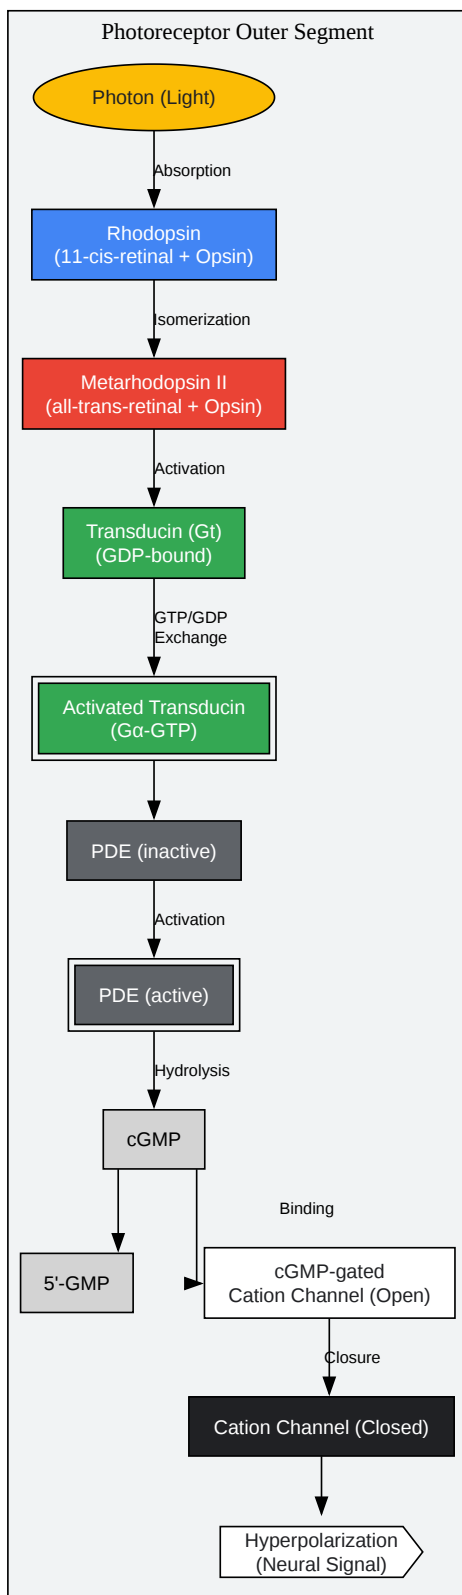 Photoreceptor Outer Segment
Photon (Light)
Absorption
Rhodopsin
(11-cis-retinal + Opsin)
Isomerization
Metarhodopsin II
(all-trans-retinal + Opsin)
Activation
Transducin (Gt)
(GDP-bound)
GTP/GDP
Exchange
Activated Transducin
(Gα-GTP)
PDE (inactive)
Activation
PDE (active)
Hydrolysis
cGMP
Binding
5'-GMP
cGMP-gated
Cation Channel (Open)
Closure
Cation Channel (Closed)
Hyperpolarization
(Neural Signal)